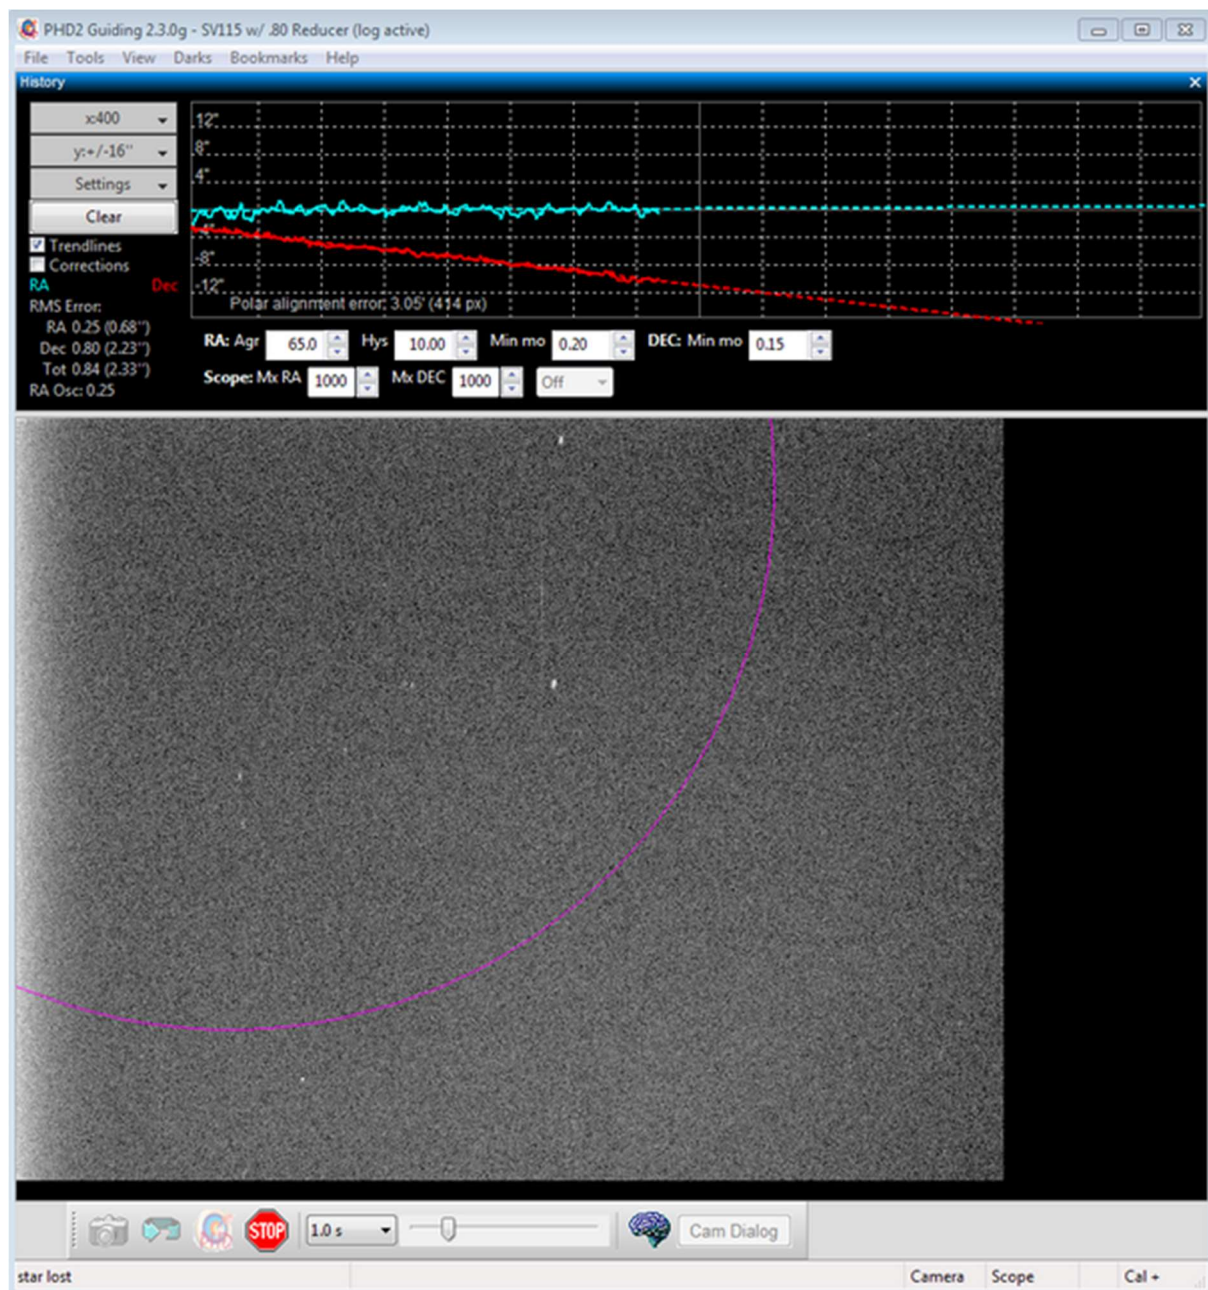 PHD2 Guiding 2.3.0g - SV115 w/ .80 Reducer (log active)
File Tools View Darks Bookmarks Help
History
x:400
y:+/-16"
Settings
Clear
Trendlines
Corrections
RA Dec
RMS Error:
RA 0.25 (0.68")
Dec 0.80 (2.23")
Tot 0.84 (2.33")
RA Osc: 0.25
12"
8"
4"
-4"
-8"
-12"
Polar alignment error: 3.05' (414 px)
RA: Agr 65.0 Hys 10.00 Min mo 0.20 DEC: Min mo 0.15
Scope: Mx RA 1000 Mx DEC 1000 Off
STOP 1.0 s Cam Dialog
star lost Camera Scope Cal +